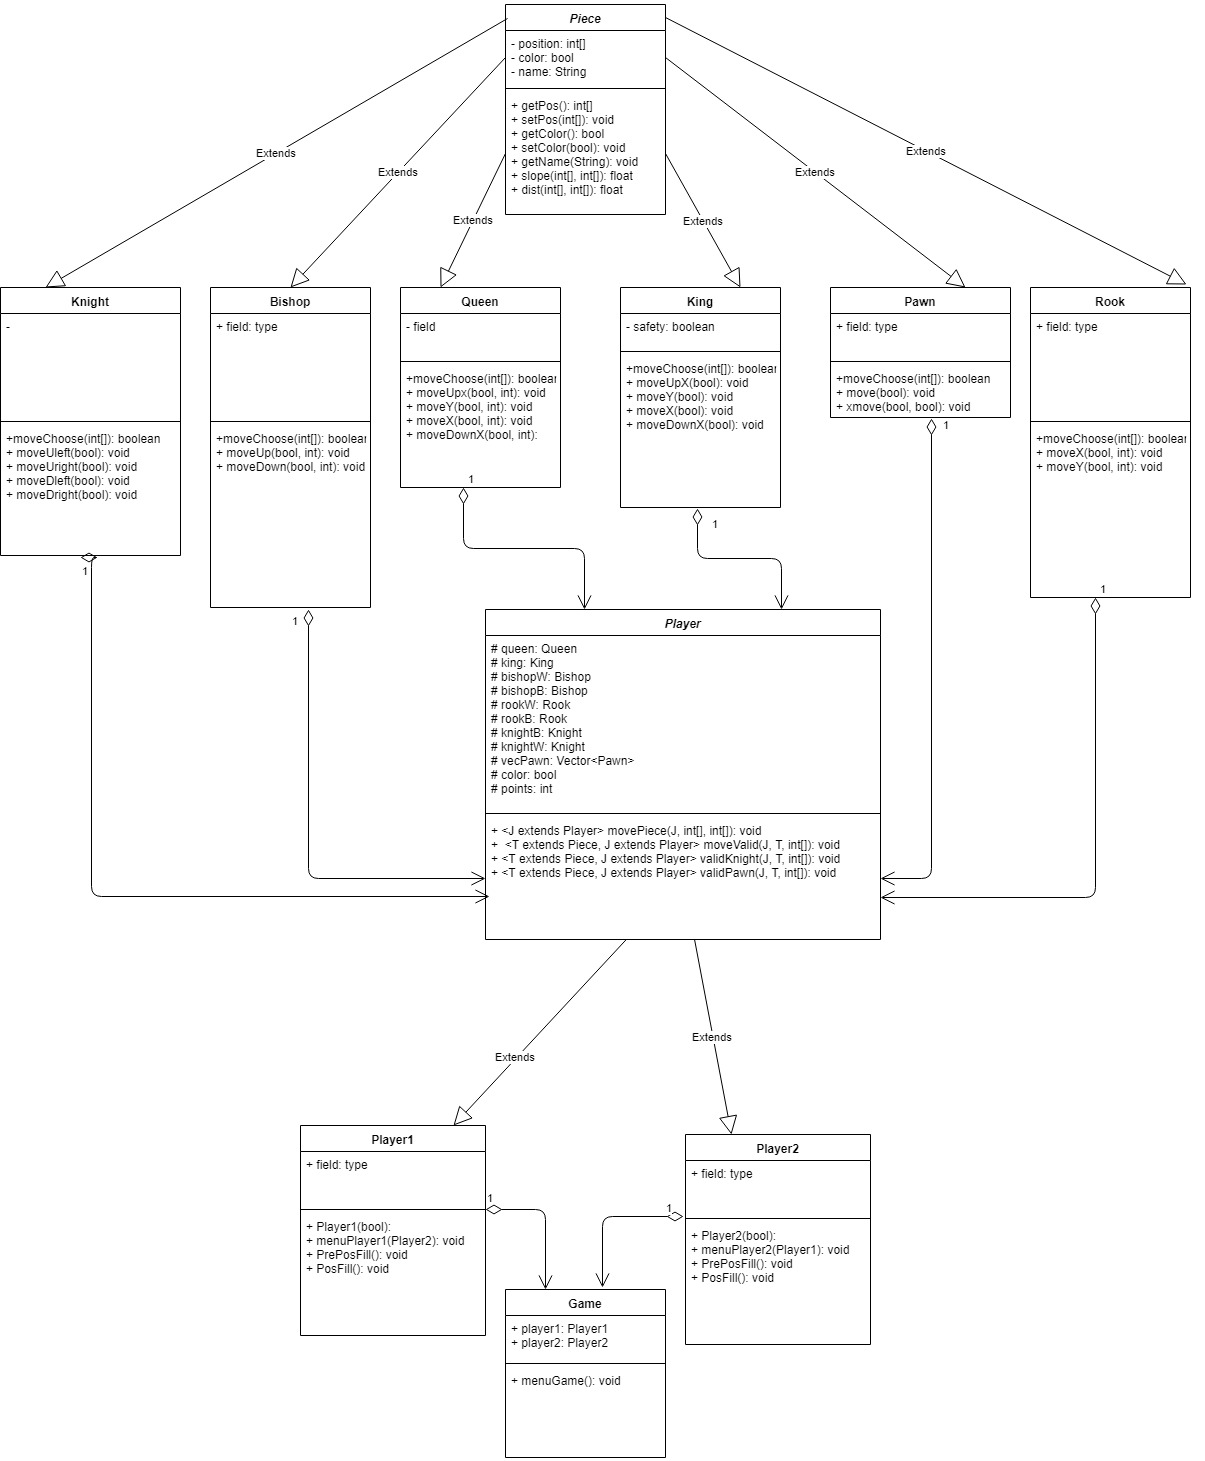 Piece
- position: int[]
- color: bool
- name: String
+ getPos(): int[]
+ setPos(int[]): void
+ getColor(): bool
+ setColor(bool): void
+ getName(String): void
+ slope(int[], int[]): float
+ dist(int[], int[]): float
Extends
Extends
Extends
Extends
Extends
Extends
Knight
-
+moveChoose(int[]): boolean
+ moveUleft(bool): void
+ moveUright(bool): void
+ moveDleft(bool): void
+ moveDright(bool): void
1
Bishop
+ field: type
+moveChoose(int[]): boolear
+ moveUp(bool, int): void
+ moveDown(bool, int): void
1
Queen
- field
+moveChoose(int[]): boolear
+ moveUpx(bool, int): void
+ moveY(bool, int): void
+ moveX(bool, int): void
+ moveDownX(bool, int):
1
King
- safety: boolean
+moveChoose(int[]): boolear
+ moveUpX(bool): void
+ moveY(bool): void
+ moveX(bool): void
+ moveDownX(bool): void
1
Pawn
+ field: type
+moveChoose(int[]): boolean
+ move(bool): void
+ xmove(bool, bool): void
1
Rook
+ field: type
+moveChoose(int[]): boolear
+ moveX(bool, int): void
+ moveY(bool, int): void
1
Player
# queen: Queen
# king: King
# bishopW: Bishop
# bishopB: Bishop
# rookW: Rook
# rookB: Rook
# knightB: Knight
# knightW: Knight
# vecPawn: Vector<Pawn>
# color: bool
# points: int
+ <J extends Player> movePiece(J, int[], int[]): void
+ <T extends Piece, J extends Player> moveValid(J, T, int[]): void
+ <T extends Piece, J extends Player> validKnight(J, T, int[]): void
+ <T extends Piece, J extends Player> validPawn(J, T, int[]): void
Extends
Extends
Player1
+ field: type
+ Player1(bool):
+ menuPlayer1(Player2): void
+ PrePosFill(): void
+ PosFill(): void
1
Player2
+ field: type
+ Player2(bool):
+ menuPlayer2(Player1): void
+ PrePosFill(): void
+ PosFill(): void
1
Game
+ player1: Player1
+ player2: Player2
+ menuGame(): void